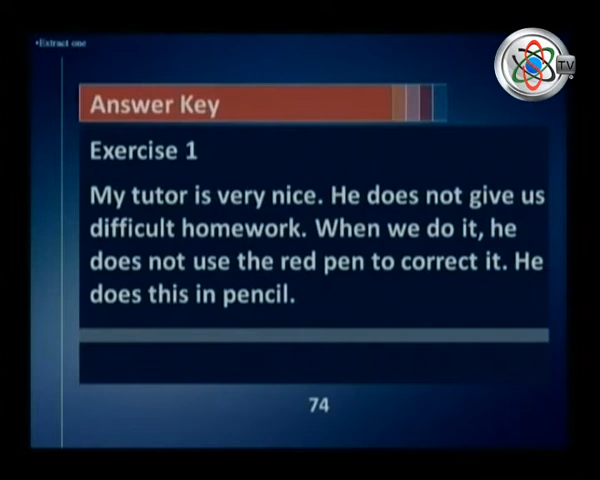 •Extract one
TV
Answer Key
Exercise 1
My tutor is very nice. He does not give us
difficult homework. When we do it, he
does not use the red pen to correct it. He
does this in pencil.
74